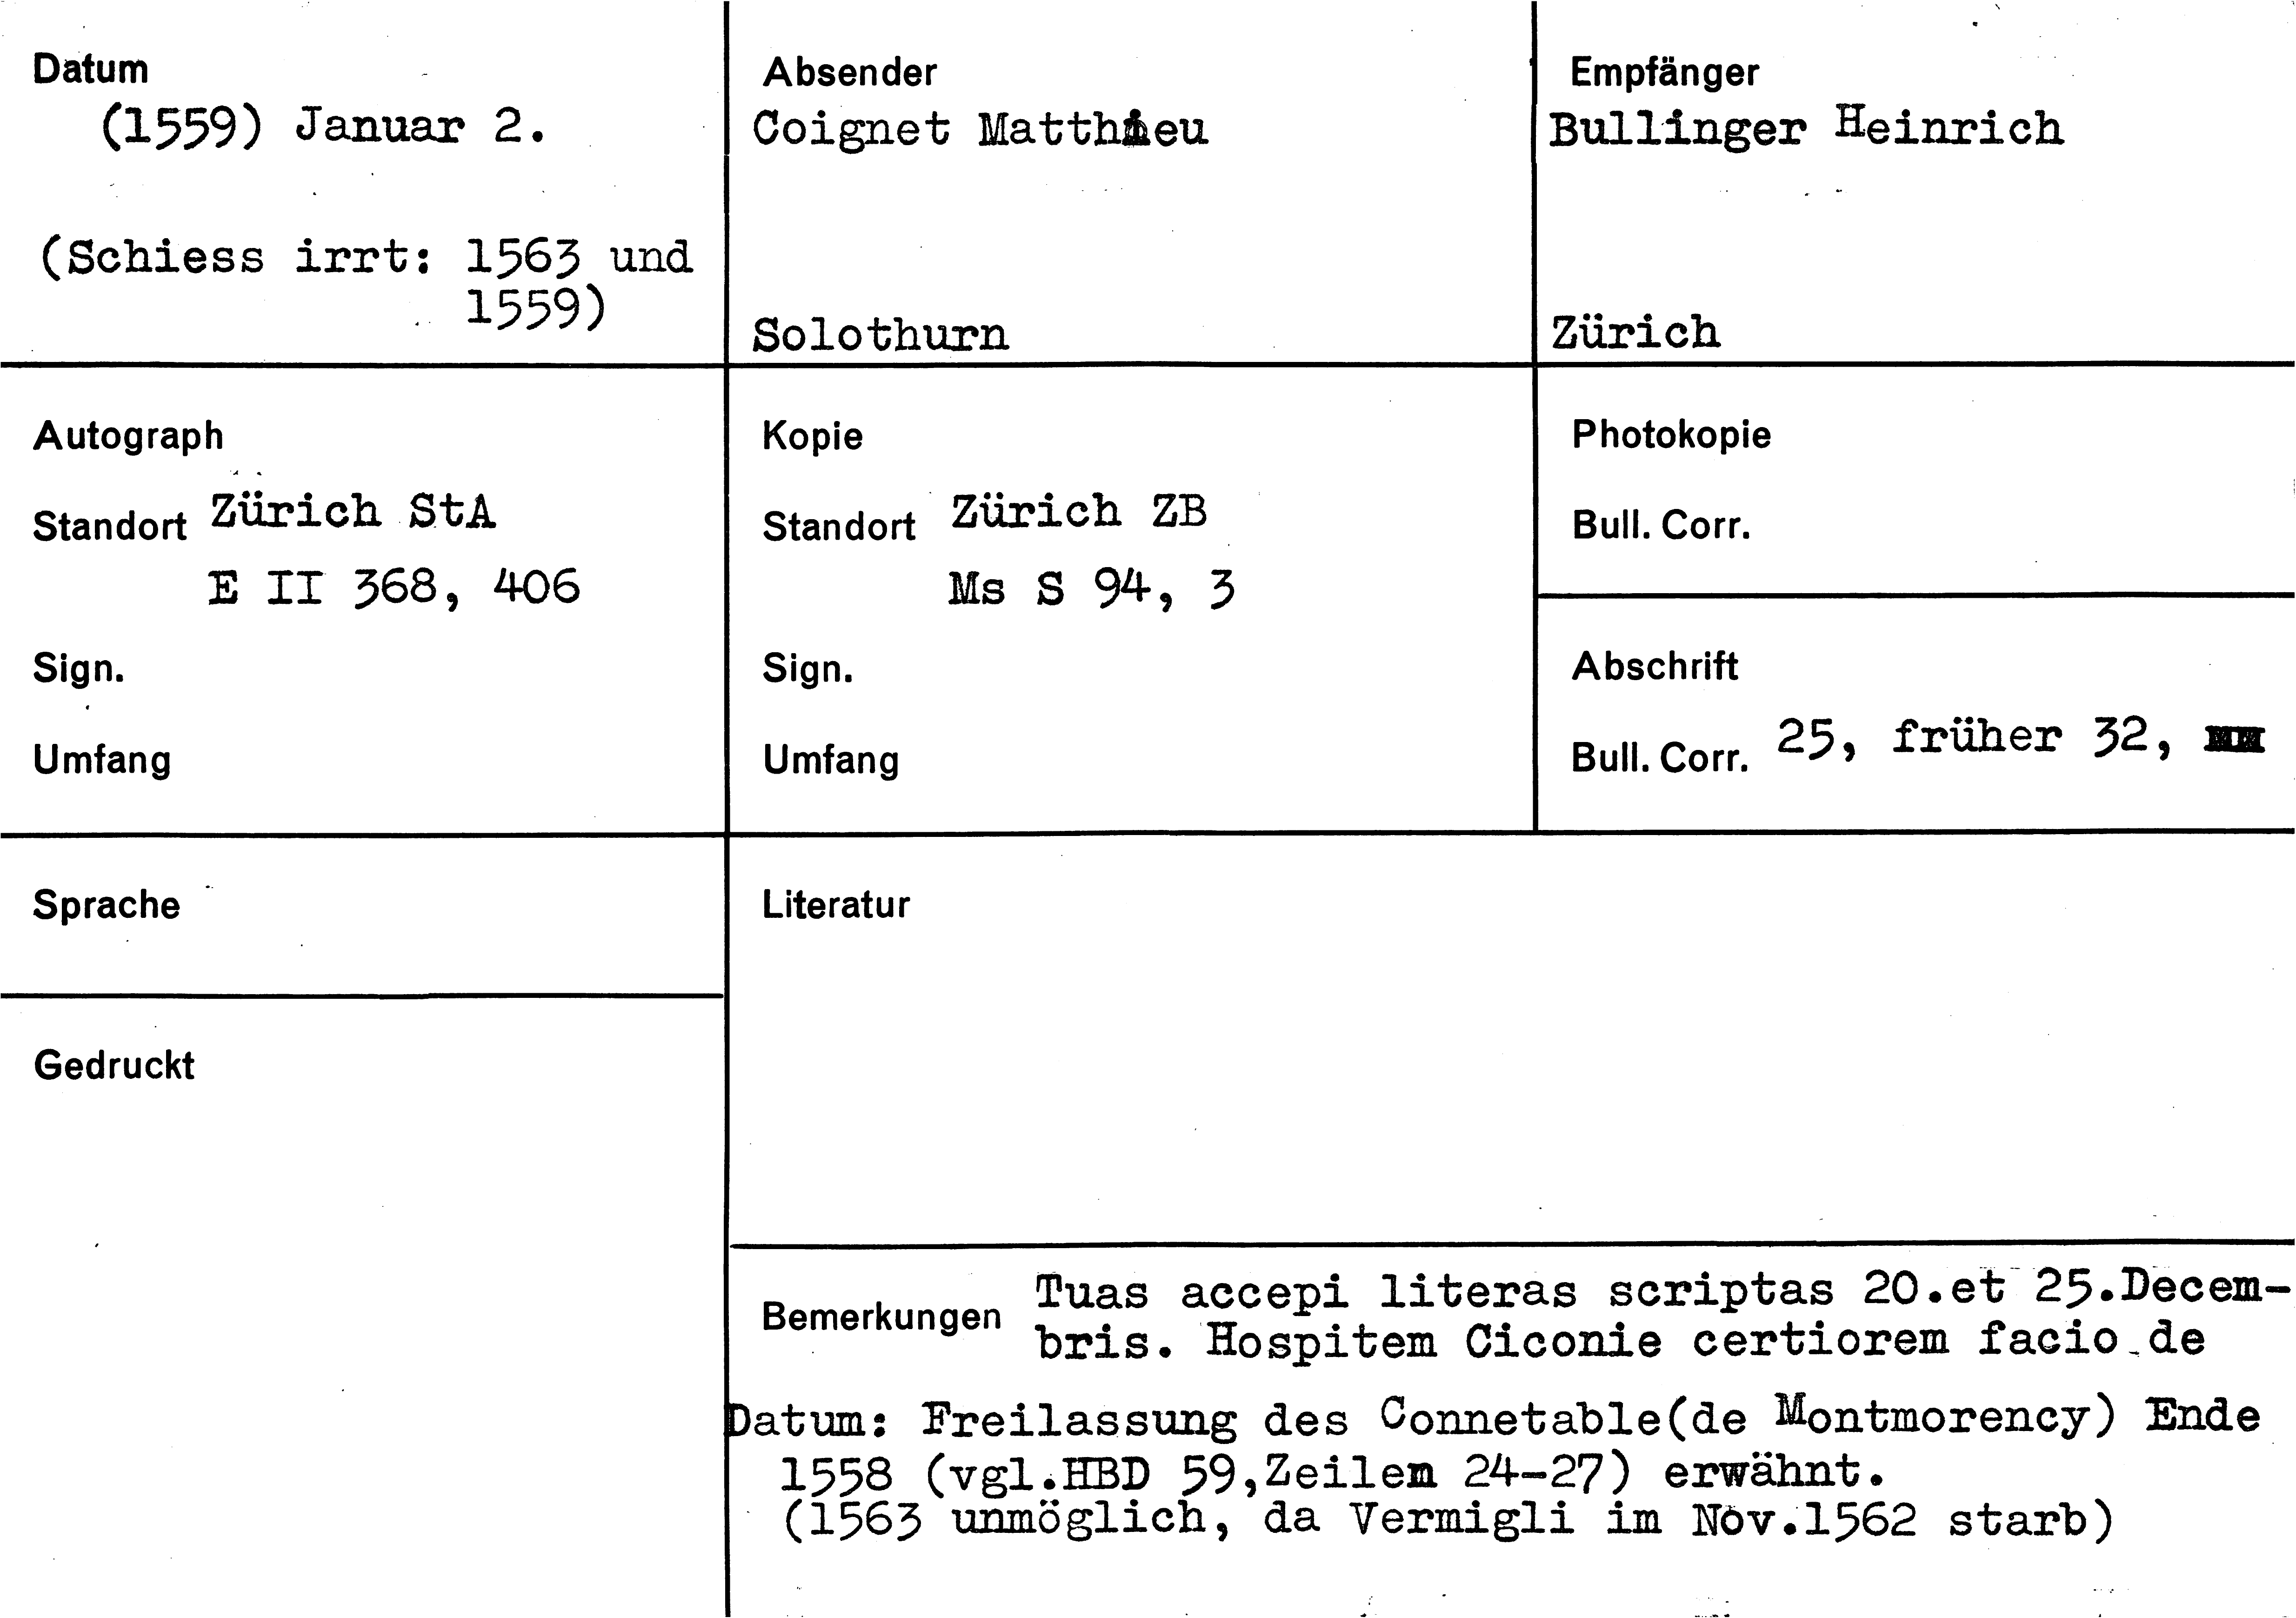 Datum
(1559) Januar 2.
(Schiess irrt: 1563 und
1559)
Absender
Coignet Matthieu
Solothurn
Empfänger
Bullinger Heinrich
Zürich
Autograph
Standort Zürich StA
E II 368, 406
Sign.
Umfang
Kopie
Standort Zürich ZB
Ms S 94, 3
Sign.
Umfang
Photokopie
Bull. Corr.
Abschrift
Bull. Corr. 25, früher 32,
Sprache
Literatur
Gedruckt
Bemerkungen Tuas accepi literas scriptas 20.et 25.Decem-
bris. Hospitem Ciconie certiorem facio de
Datum: Freilassung des Connetable(de Montmorency) Ende
1558 (vgl.HBD 59,Zeilen 24-27) erwähnt.
(1563 unmöglich, da Vermigli im Nov.1562 starb)